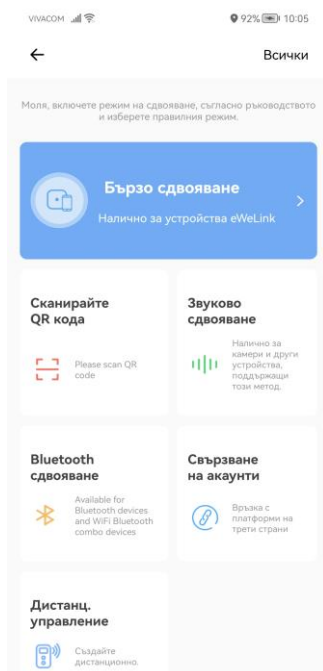 VIVACOM 92% 10:05
Всички
Моля, включете режим на сдвояване, съгласно ръководството
и изберете правилния режим.
Бързо сдвояване
Налично за устройства eWeLink
Сканирайте
QR кода
Please scan QR
code
Звуково
сдвояване
Налично за
камери и други
устройства,
поддържащи
този метод.
Bluetooth
сдвояване
Available for
Bluetooth devices
and WiFi Bluetooth
combo devices
Свързване
на акаунти
Връзка с
платформи на
трети страни
Дистанц.
управление
Създайте
дистанционно.